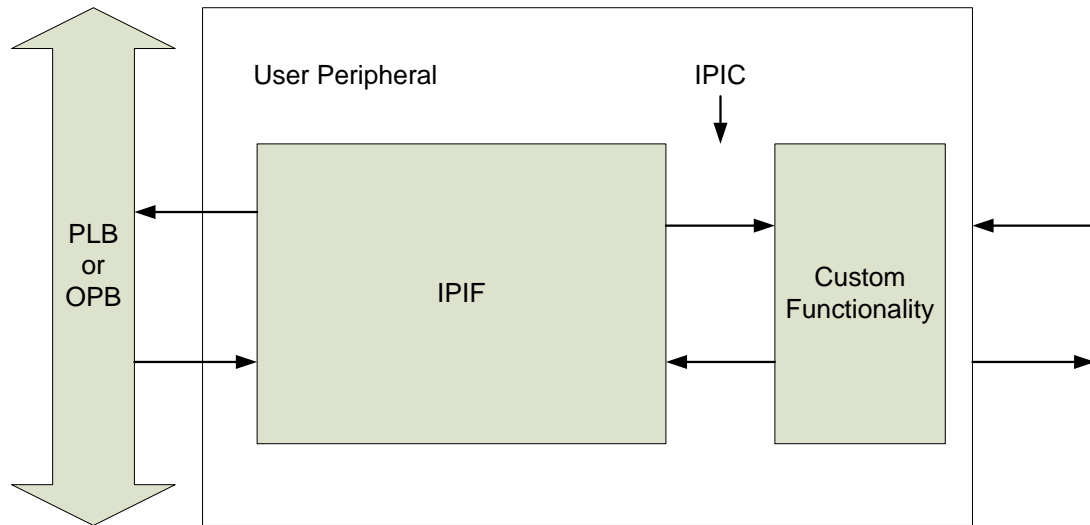 User Peripheral
IPIC
PLB
or
OPB
IPIF
Custom
Functionality